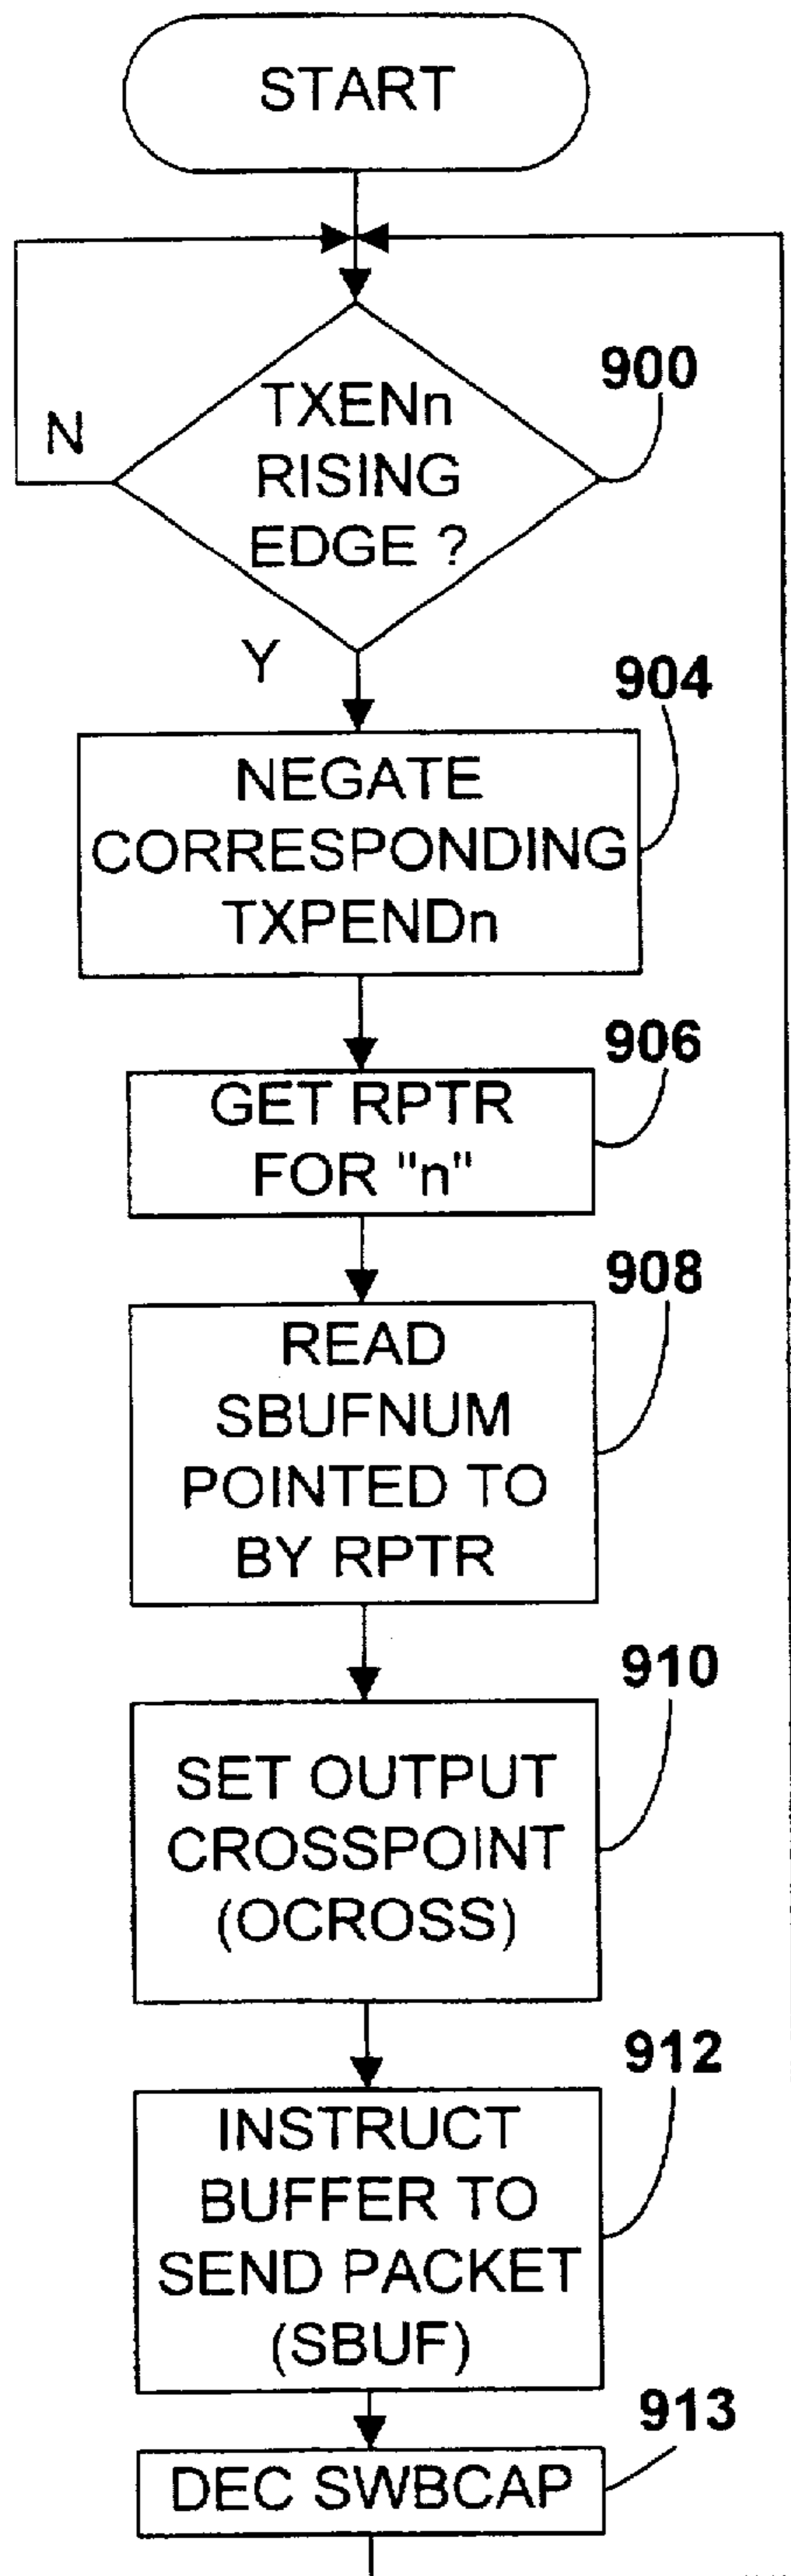 START
900
TXENn
RISING
EDGE ?
N
Y
904
NEGATE
CORRESPONDING
TXPENDn
906
GET RPTR
FOR "n"
908
READ
SBUFNUM
POINTED TO
BY RPTR
910
SET OUTPUT
CROSSPOINT
(OCROSS)
912
INSTRUCT
BUFFER TO
SEND PACKET
(SBUF)
913
DEC SWBCAP